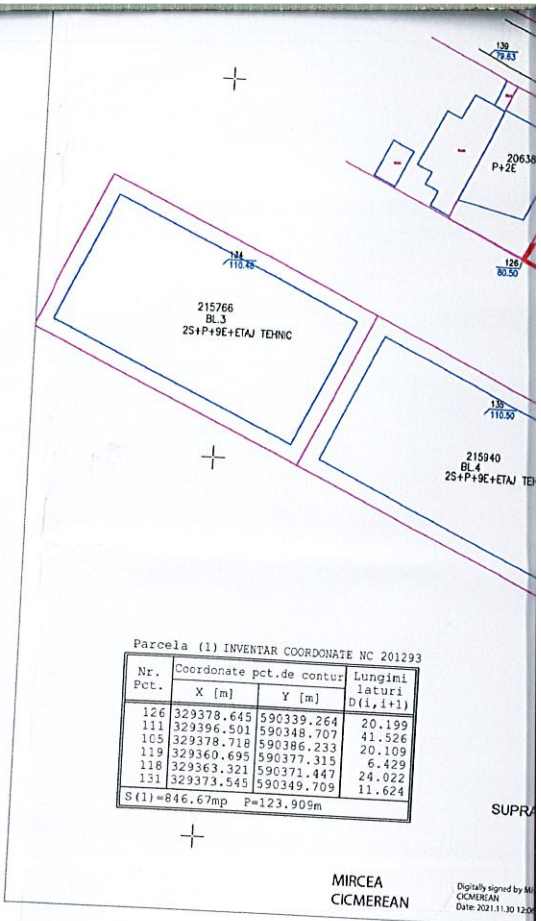 139
79.63
20638
P+2E
126
80.50
134
110.48
215766
BL.3
2S+P+9E+ETAJ TEHNIC
135
110.50
215940
BL.4
2S+P+9E+ETAJ TEH
Parcela (1) INVENTAR COORDONATE NC 201293
Nr. Pct. Coordonate pct.de contur Lungimi laturi D(i,i+1)
X [m] Y [m]
126 329378.645 590339.264 20.199
111 329396.501 590348.707 41.526
105 329378.718 590386.233 20.109
119 329360.695 590377.315 6.429
118 329363.321 590371.447 24.022
131 329373.545 590349.709 11.624
S(1)=846.67mp P=123.909m
SUPRA
MIRCEA
CICMEREAN
Digitally signed by MI
CICMEREAN
Date: 2021.11.30 12:0